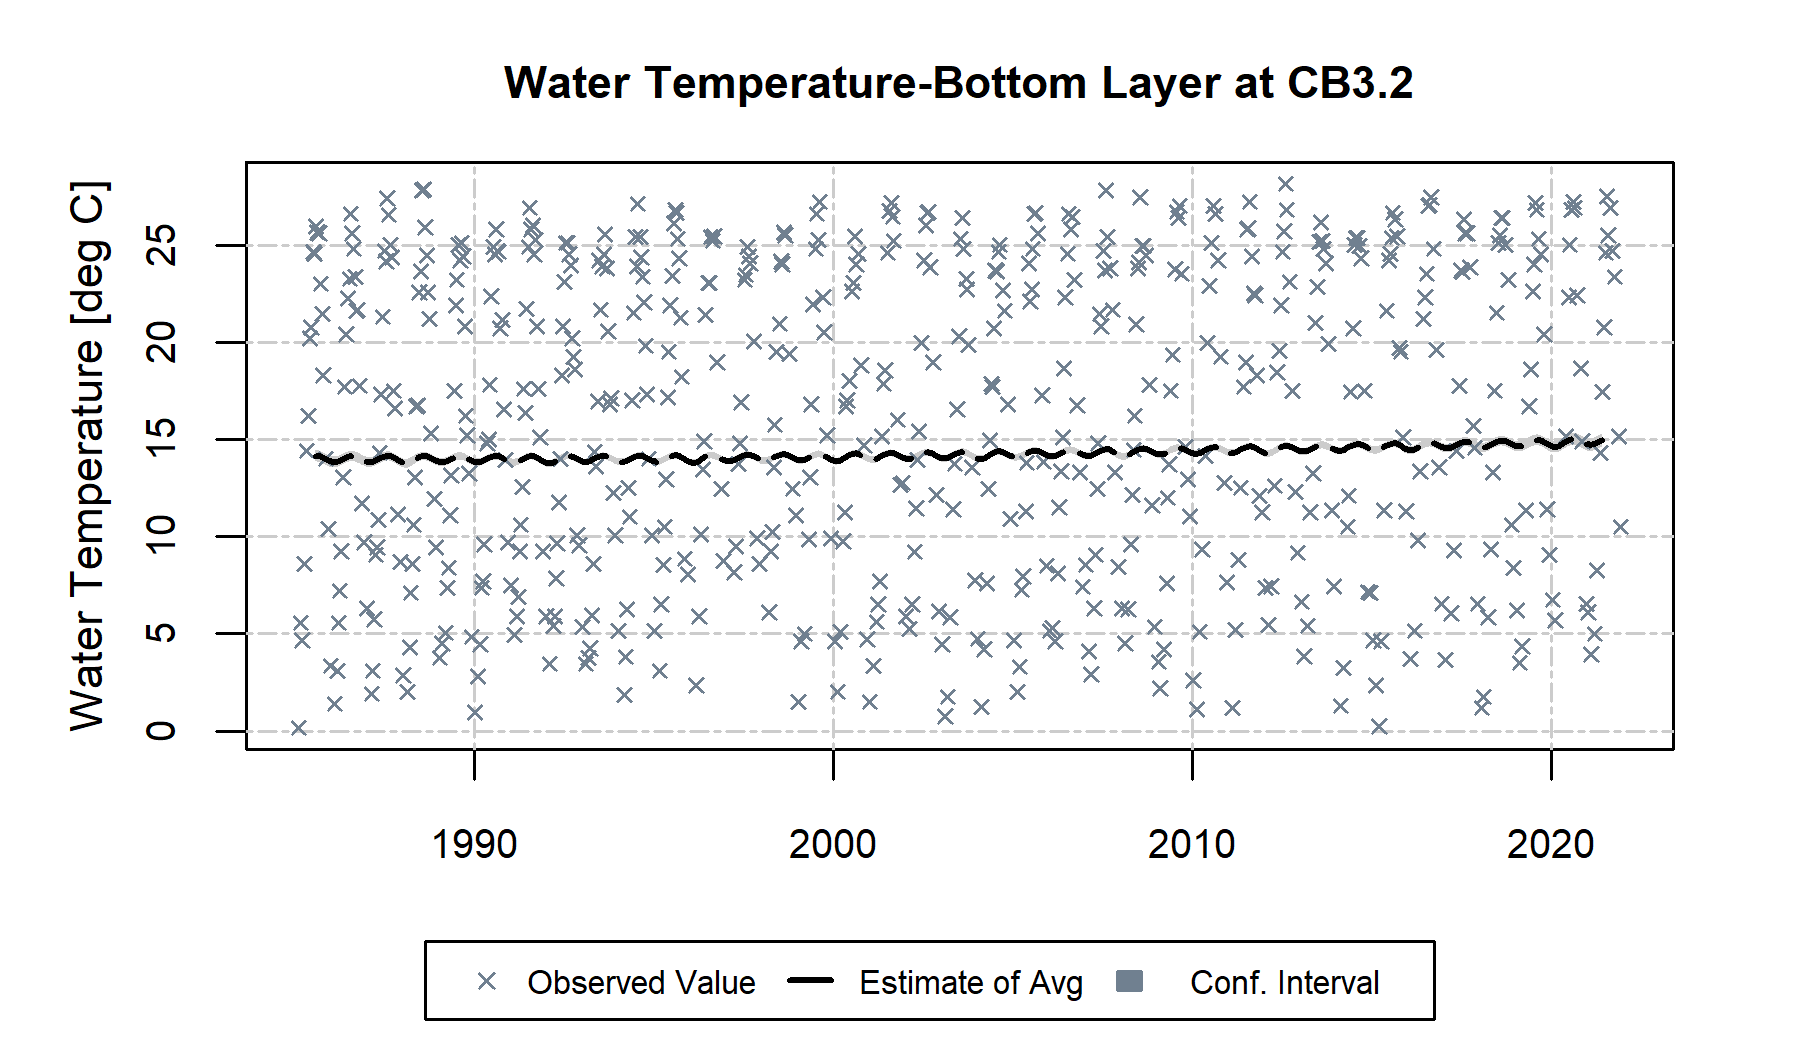 Water Temperature-Bottom Layer at CB3.2
Water Temperature [deg C]
25
20
15
10
5
0
1990 2000 2010 2020
Observed Value Estimate of Avg Conf. Interval